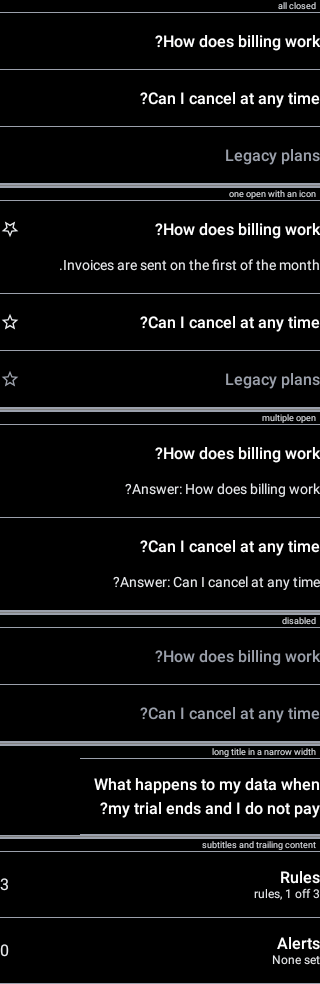 all closed
?How does billing work
?Can I cancel at any time
Legacy plans
one open with an icon
?How does billing work
.Invoices are sent on the first of the month
?Can I cancel at any time
Legacy plans
multiple open
?How does billing work
?Answer: How does billing work
?Can I cancel at any time
?Answer: Can I cancel at any time
disabled
?How does billing work
?Can I cancel at any time
long title in a narrow width
What happens to my data when
?my trial ends and I do not pay
subtitles and trailing content
Rules
3
rules, 1 off 3
Alerts
0
None set